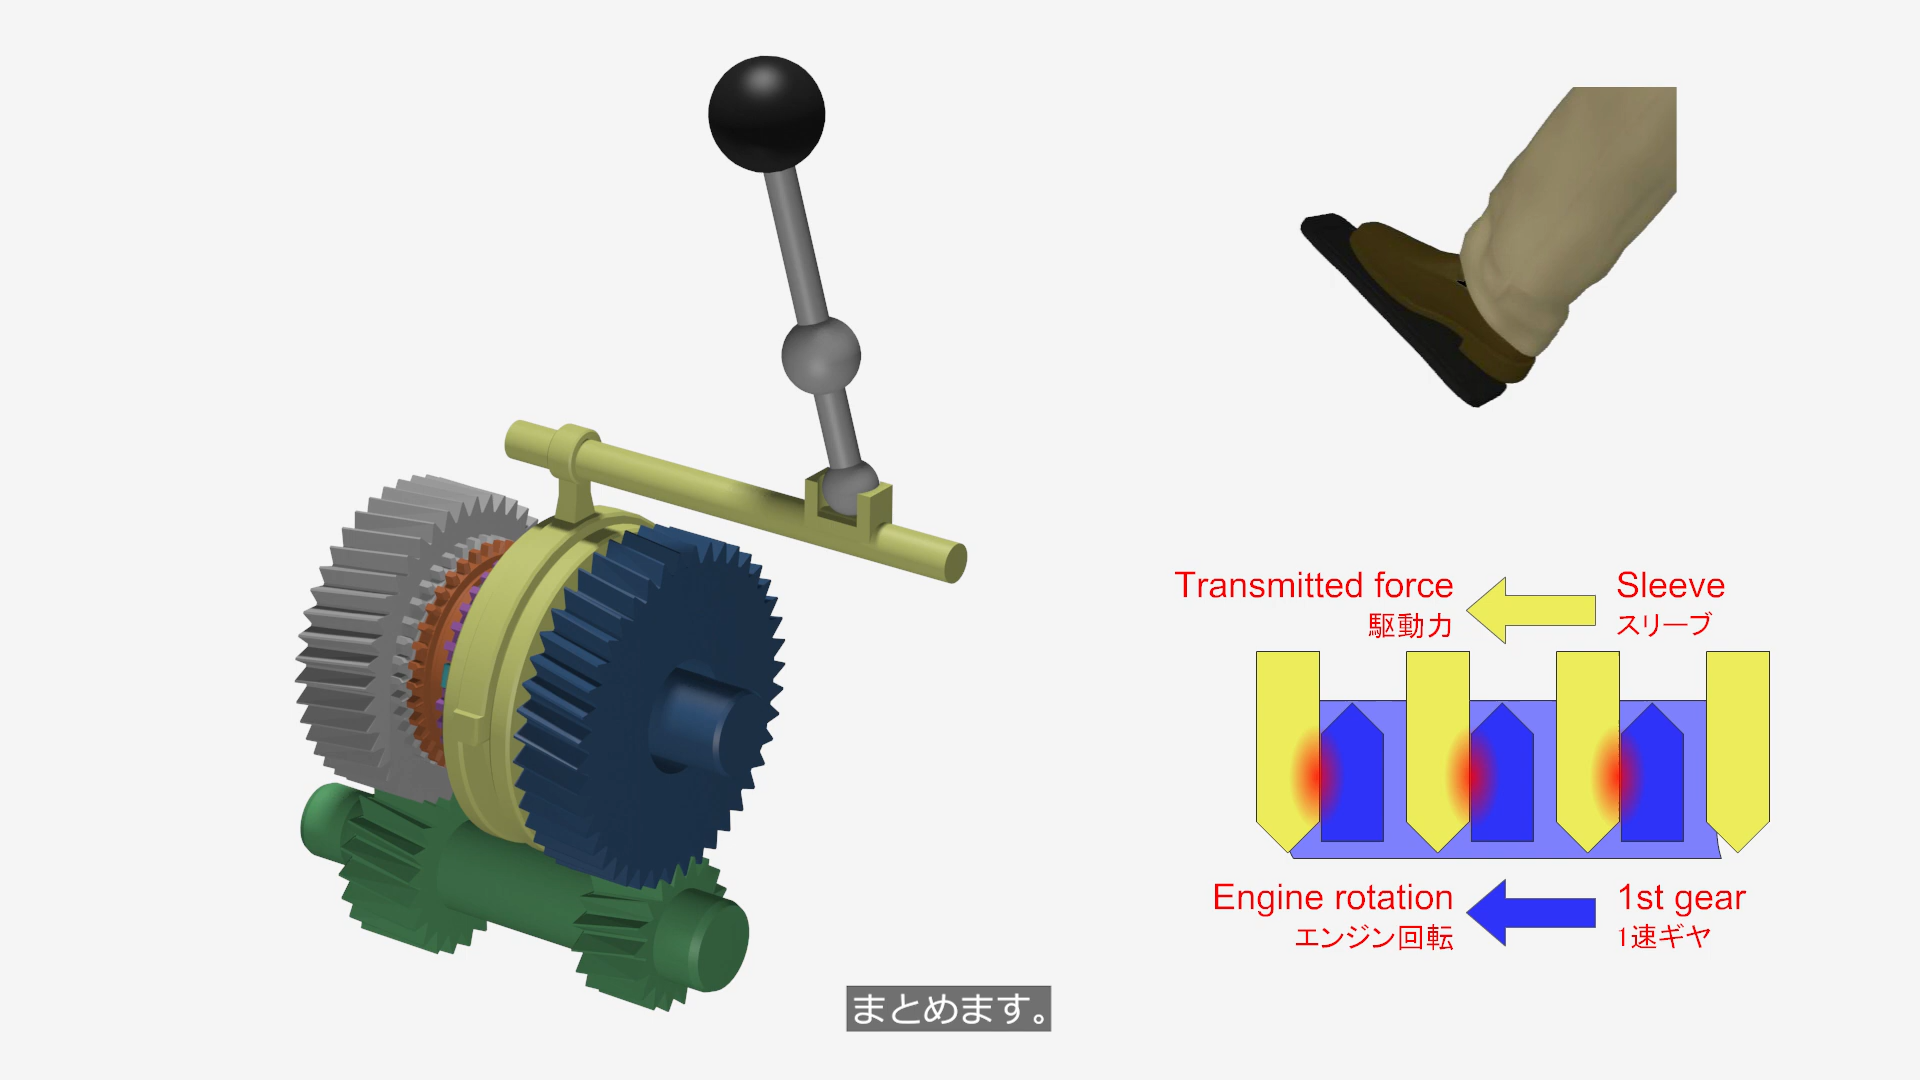 Transmitted force
駆動力
Sleeve
スリーブ
Engine rotation
エンジン回転
1st gear
1速ギヤ
まとめます。